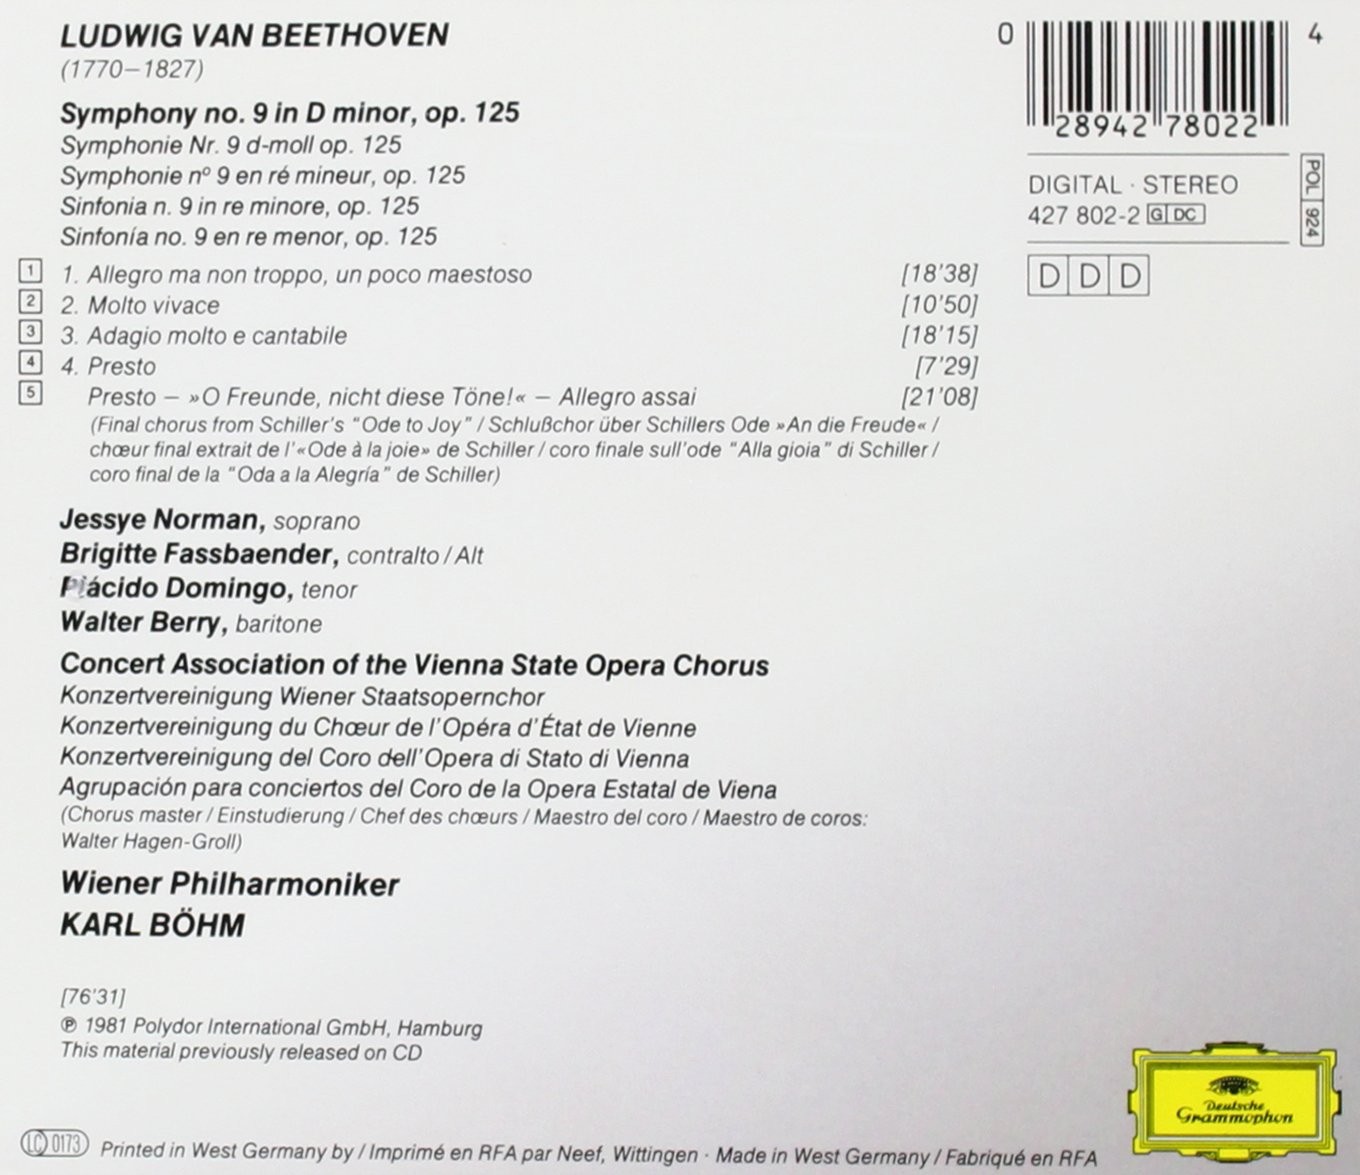 LUDWIG VAN BEETHOVEN
(1770–1827)
Symphony no. 9 in D minor, op. 125
Symphonie Nr. 9 d-moll op. 125
Symphonie nº 9 en ré mineur, op. 125
Sinfonia n. 9 in re minore, op. 125
Sinfonía no. 9 en re menor, op. 125
1 1. Allegro ma non troppo, un poco maestoso [18'38]
2 2. Molto vivace [10'50]
3 3. Adagio molto e cantabile [18'15]
4 4. Presto [7'29]
5 Presto – »O Freunde, nicht diese Töne!« – Allegro assai [21'08]
(Final chorus from Schiller's "Ode to Joy" / Schlußchor über Schillers Ode »An die Freude« /
chœur final extrait de l'«Ode à la joie» de Schiller / coro finale sull'ode "Alla gioia" di Schiller /
coro final de la "Oda a la Alegría" de Schiller)
Jessye Norman, soprano
Brigitte Fassbaender, contralto / Alt
Plácido Domingo, tenor
Walter Berry, baritone
Concert Association of the Vienna State Opera Chorus
Konzertvereinigung Wiener Staatsopernchor
Konzertvereinigung du Chœur de l'Opéra d'État de Vienne
Konzertvereinigung del Coro dell'Opera di Stato di Vienna
Agrupación para conciertos del Coro de la Opera Estatal de Viena
(Chorus master / Einstudierung / Chef des chœurs / Maestro del coro / Maestro de coros:
Walter Hagen-Groll)
Wiener Philharmoniker
KARL BÖHM
[76'31]
℗ 1981 Polydor International GmbH, Hamburg
This material previously released on CD
LC 0173 Printed in West Germany by / Imprimé en RFA par Neef, Wittingen · Made in West Germany / Fabriqué en RFA
0 28942 78022 4
DIGITAL · STEREO
427 802-2 G DC
POL 924
D D D
Deutsche
Grammophon